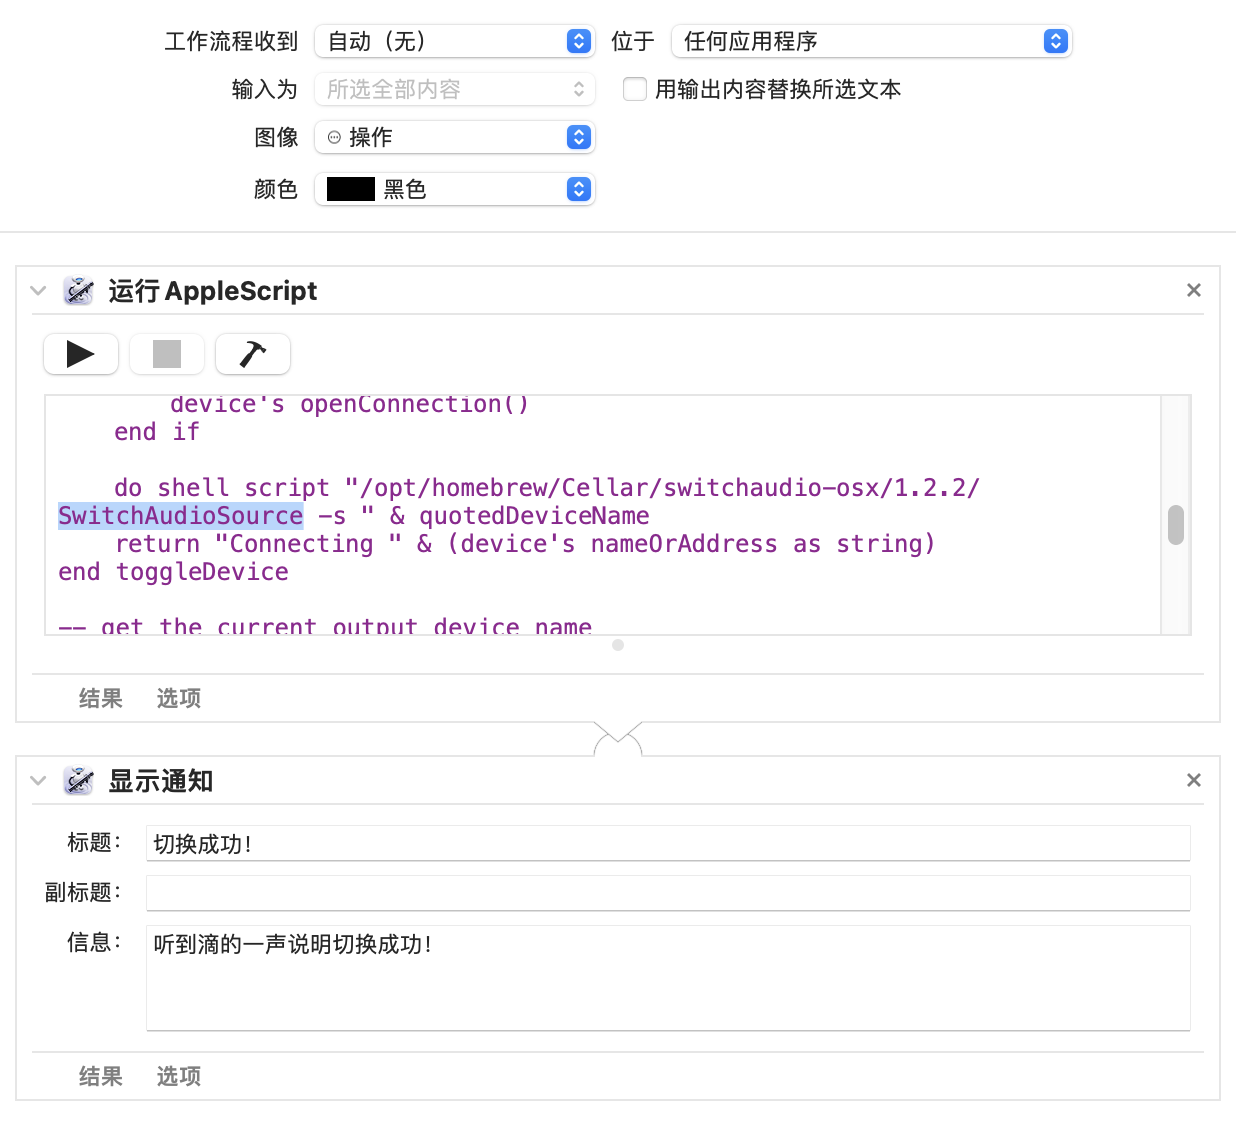 工作流程收到 自动（无） 位于 任何应用程序
输入为 所选全部内容 用输出内容替换所选文本
图像 操作
颜色 黑色
运行 AppleScript
device's openConnection()
end if
do shell script "/opt/homebrew/Cellar/switchaudio-osx/1.2.2/
SwitchAudioSource -s " & quotedDeviceName
return "Connecting " & (device's nameOrAddress as string)
end toggleDevice
-- get the current output device name
结果 选项
显示通知
标题： 切换成功！
副标题：
信息： 听到滴的一声说明切换成功！
结果 选项